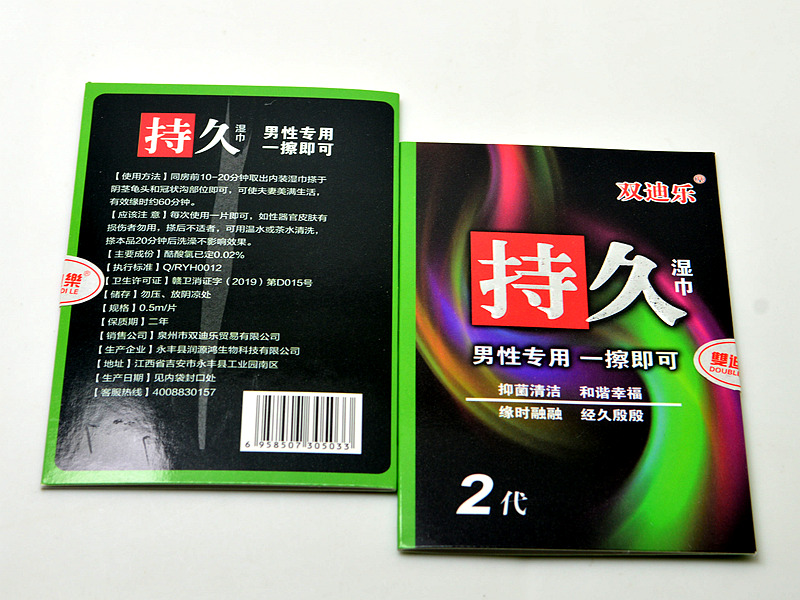 持久
湿巾
男性专用
一擦即可
【使用方法】同房前10-20分钟取出内装湿巾搽于
阴茎龟头和冠状沟部位即可，可使夫妻美满生活，
有效缘时约60分钟。
【应该注 意】每次使用一片即可，如性器官皮肤有
损伤者勿用，搽后不适者，可用温水或茶水清洗，
搽本品20分钟后洗澡不影响效果。
【主要成份】酷酸氯已定0.02%
【执行标准】Q/RYH0012
【卫生许可证】赣卫消证字（2019）第D015号
【储存】勿压、放阴凉处
【规格】0.5m/片
【保质期】二年
【销售公司】泉州市双迪乐贸易有限公司
【生产企业】永丰县润源鸿生物科技有限公司
【地址】江西省吉安市永丰县工业园南区
【生产日期】见内袋封口处
【客服热线】4008830157
樂®
DI LE
6 958507 305033
双迪乐®
持久
湿巾
男性专用 一擦即可
抑菌清洁 和谐幸福
缘时融融 经久殷殷
雙迪
DOUBLE
2代